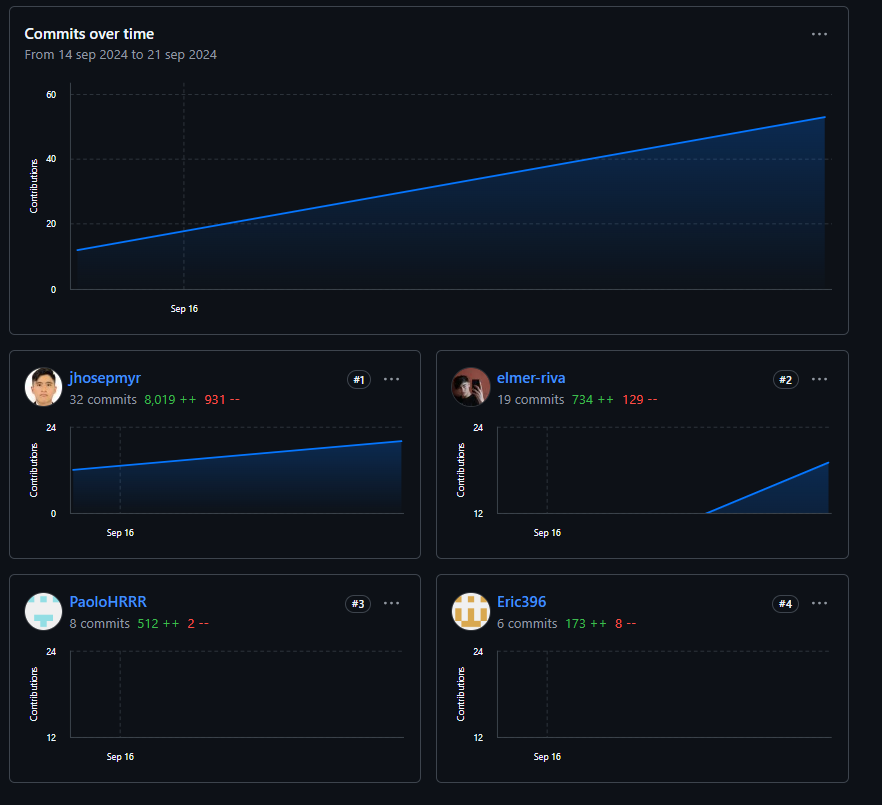 Commits over time
From 14 sep 2024 to 21 sep 2024
60
40
20
0
Contributions
Sep 16
jhosepmyr
#1
32 commits 8,019 ++ 931 --
24
0
Contributions
Sep 16
elmer-riva
#2
19 commits 734 ++ 129 --
24
12
Contributions
Sep 16
PaoloHRRR
#3
8 commits 512 ++ 2 --
24
12
Contributions
Sep 16
Eric396
#4
6 commits 173 ++ 8 --
24
12
Contributions
Sep 16